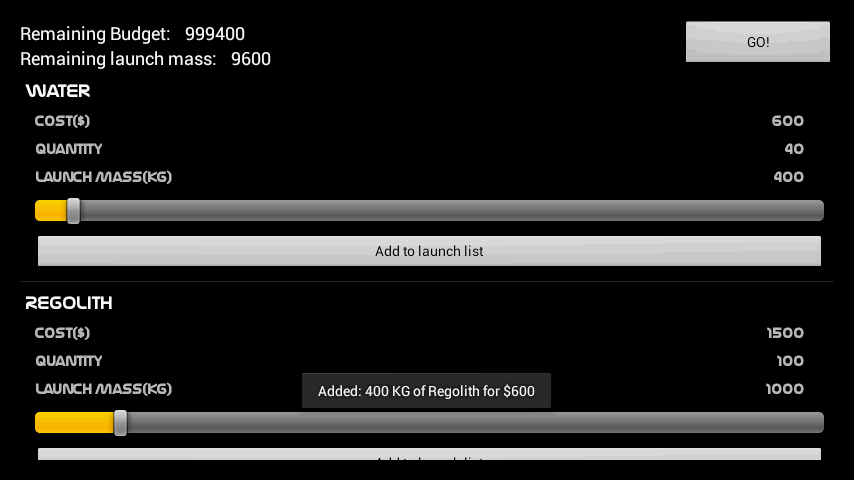 Remaining Budget: 999400
GO!
Remaining launch mass: 9600
WATER
COST($) 600
QUANTITY 40
LAUNCH MASS(KG) 400
Add to launch list
REGOLITH
COST($) 1500
QUANTITY 100
LAUNCH MASS(KG) 1000
Added: 400 KG of Regolith for $600